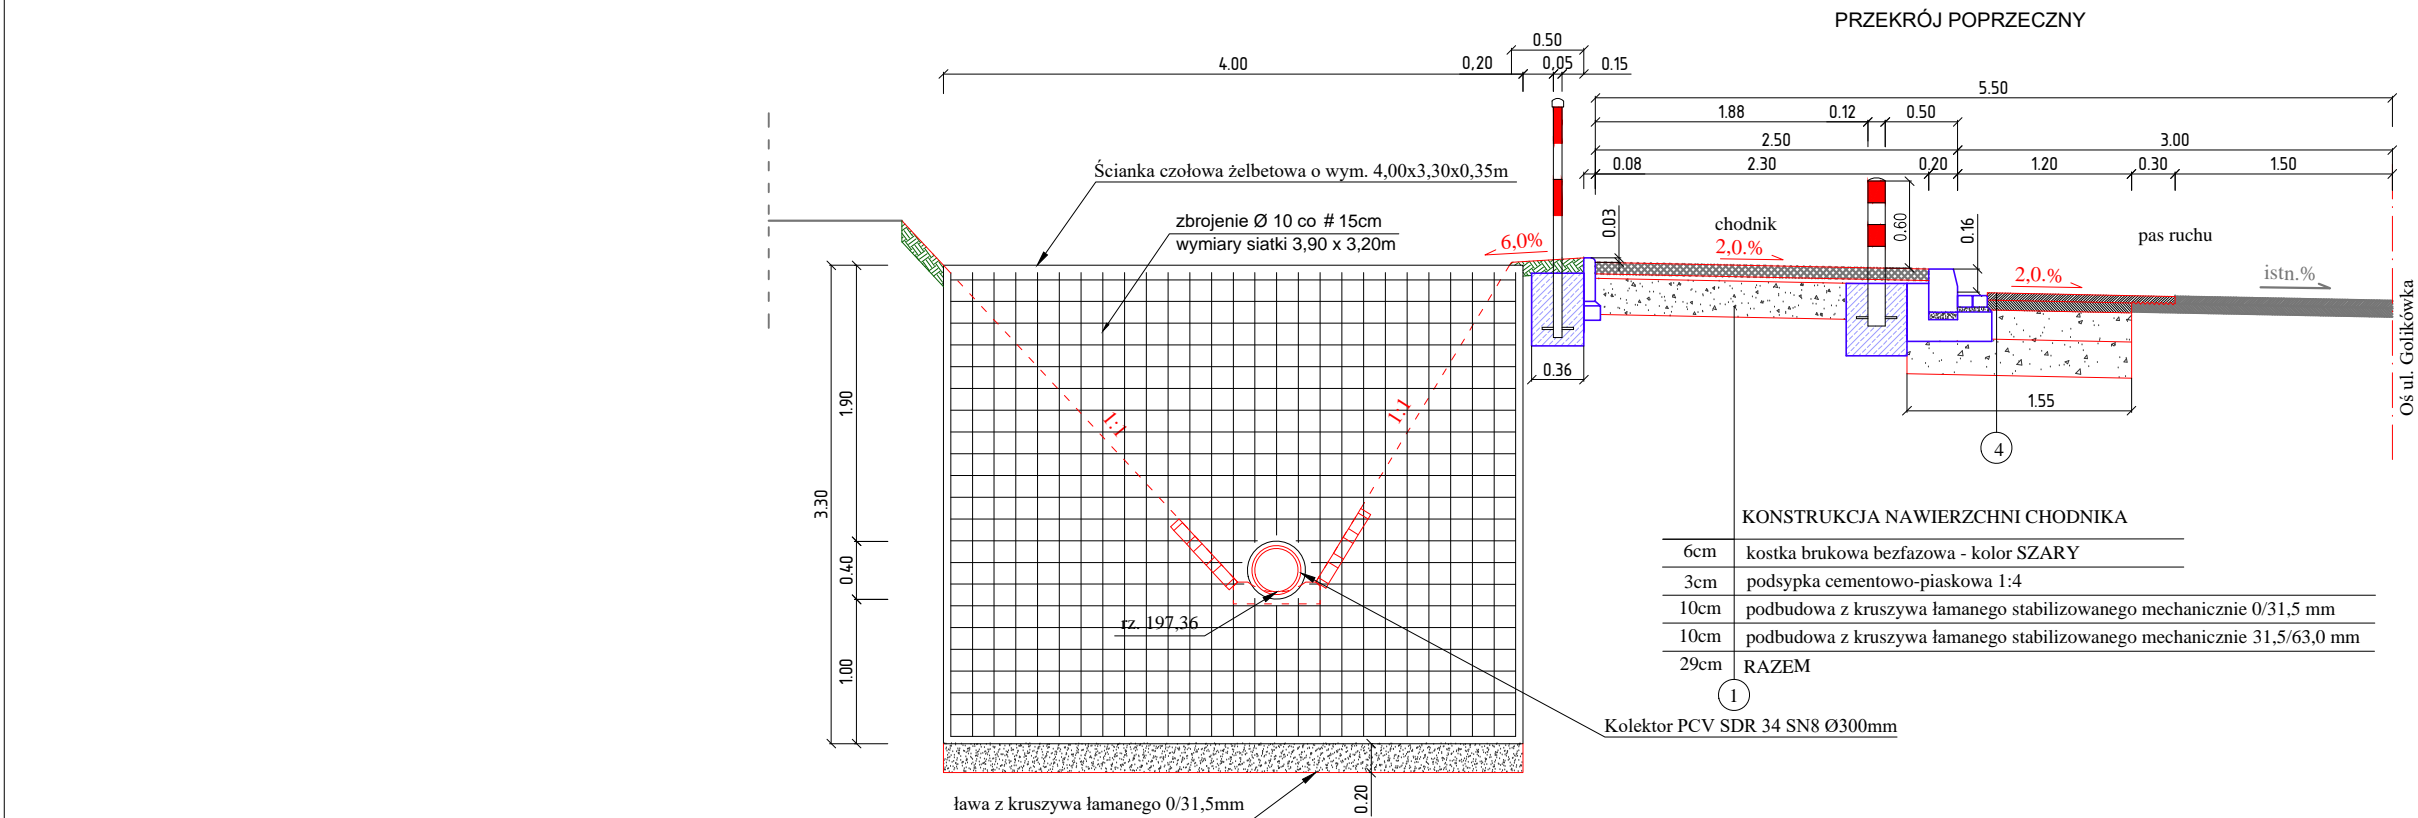 PRZEKRÓJ POPRZECZNY
0.50
4.00
0,20
0,05
0.15
5.50
1.88
0.12
0.50
2.50
3.00
0.08
2.30
0,20
1.20
0.30
1.50
Ścianka czołowa żelbetowa o wym. 4,00x3,30x0,35m
zbrojenie Ø 10 co # 15cm
wymiary siatki 3,90 x 3,20m
6,0%
0.03
chodnik
2,0.%
0.60
0.16
pas ruchu
2,0.%
istn.%
Oś ul. Golkówka
0.36
1.55
1:1
1:1
1.90
3.30
0.40
1.00
4
rz. 197,36
KONSTRUKCJA NAWIERZCHNI CHODNIKA
6cm kostka brukowa bezfazowa - kolor SZARY
3cm podsypka cementowo-piaskowa 1:4
10cm podbudowa z kruszywa łamanego stabilizowanego mechanicznie 0/31,5 mm
10cm podbudowa z kruszywa łamanego stabilizowanego mechanicznie 31,5/63,0 mm
29cm RAZEM
1
Kolektor PCV SDR 34 SN8 Ø300mm
ława z kruszywa łamanego 0/31,5mm
0.20